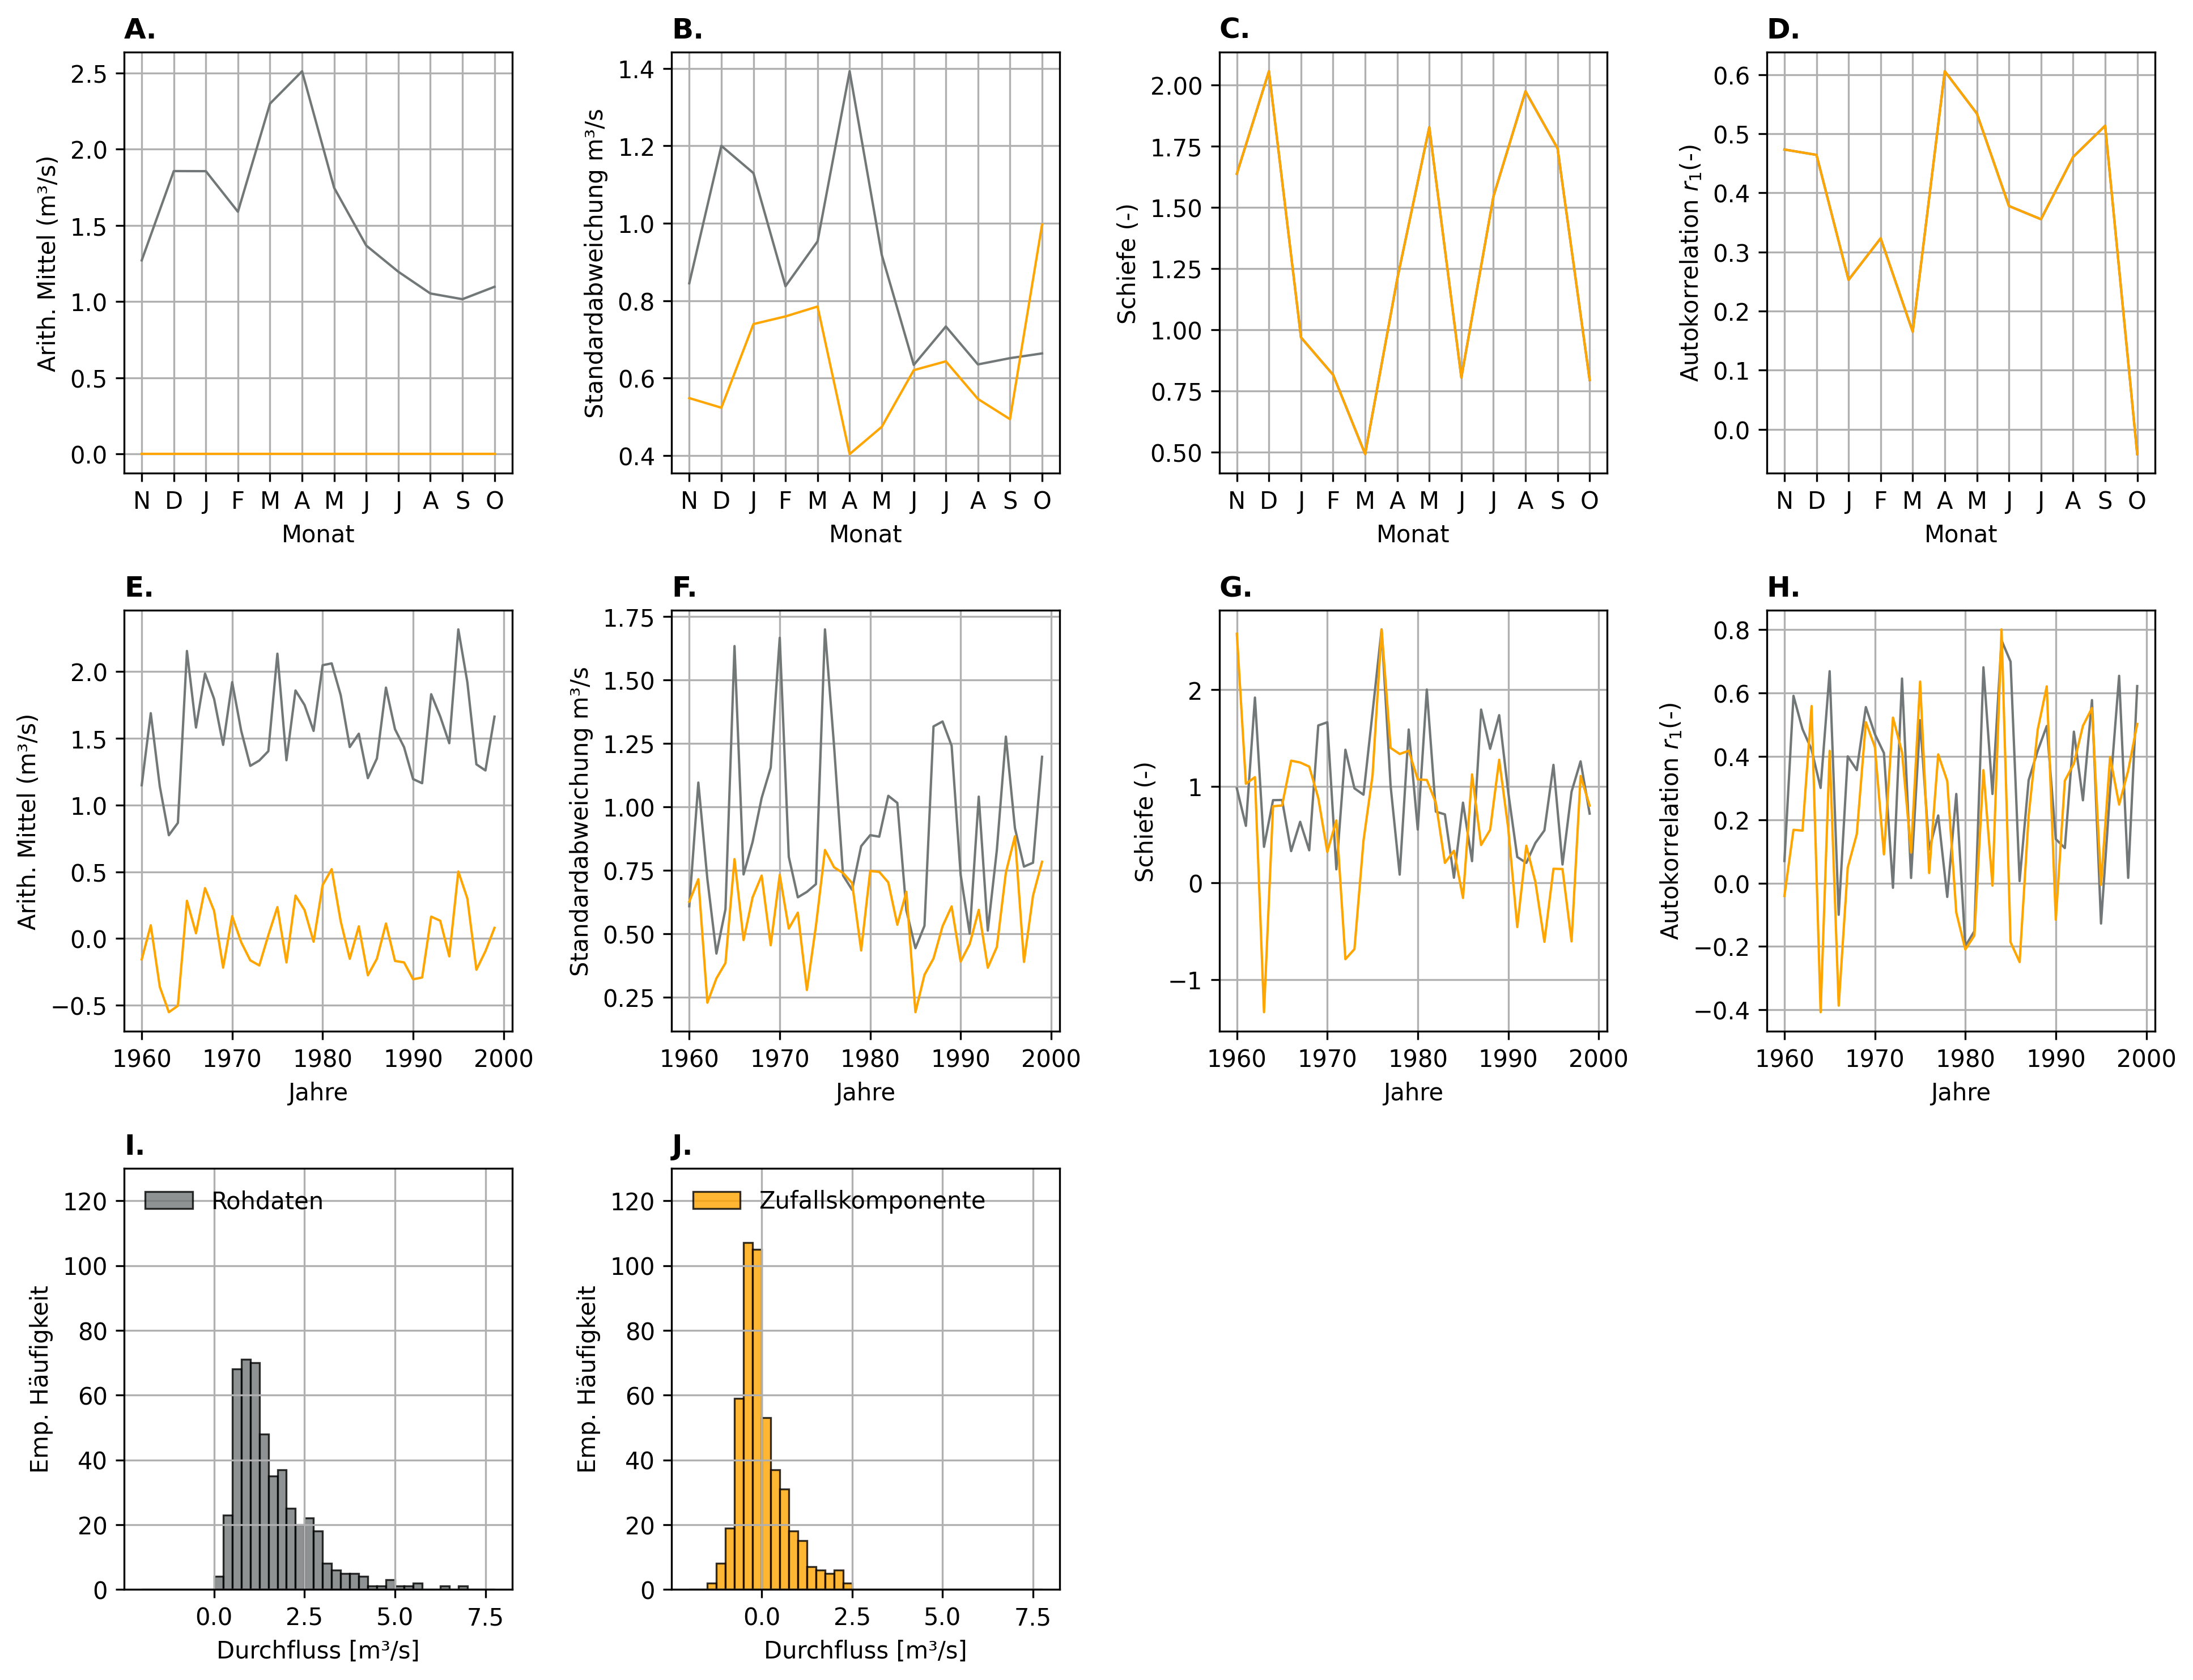 A.
Arith. Mittel (m³/s)
2.5
2.0
1.5
1.0
0.5
0.0
N D J F M A M J J A S O
Monat
B.
Standardabweichung m³/s
1.4
1.2
1.0
0.8
0.6
0.4
N D J F M A M J J A S O
Monat
C.
Schiefe (-)
2.00
1.75
1.50
1.25
1.00
0.75
0.50
N D J F M A M J J A S O
Monat
D.
Autokorrelation r₁(-)
0.6
0.5
0.4
0.3
0.2
0.1
0.0
N D J F M A M J J A S O
Monat
E.
Arith. Mittel (m³/s)
2.0
1.5
1.0
0.5
0.0
−0.5
1960 1970 1980 1990 2000
Jahre
F.
Standardabweichung m³/s
1.75
1.50
1.25
1.00
0.75
0.50
0.25
1960 1970 1980 1990 2000
Jahre
G.
Schiefe (-)
2
1
0
−1
1960 1970 1980 1990 2000
Jahre
H.
Autokorrelation r₁(-)
0.8
0.6
0.4
0.2
0.0
−0.2
−0.4
1960 1970 1980 1990 2000
Jahre
I.
Rohdaten
Emp. Häufigkeit
120
100
80
60
40
20
0
0.0 2.5 5.0 7.5
Durchfluss [m³/s]
J.
Zufallskomponente
Emp. Häufigkeit
120
100
80
60
40
20
0
0.0 2.5 5.0 7.5
Durchfluss [m³/s]